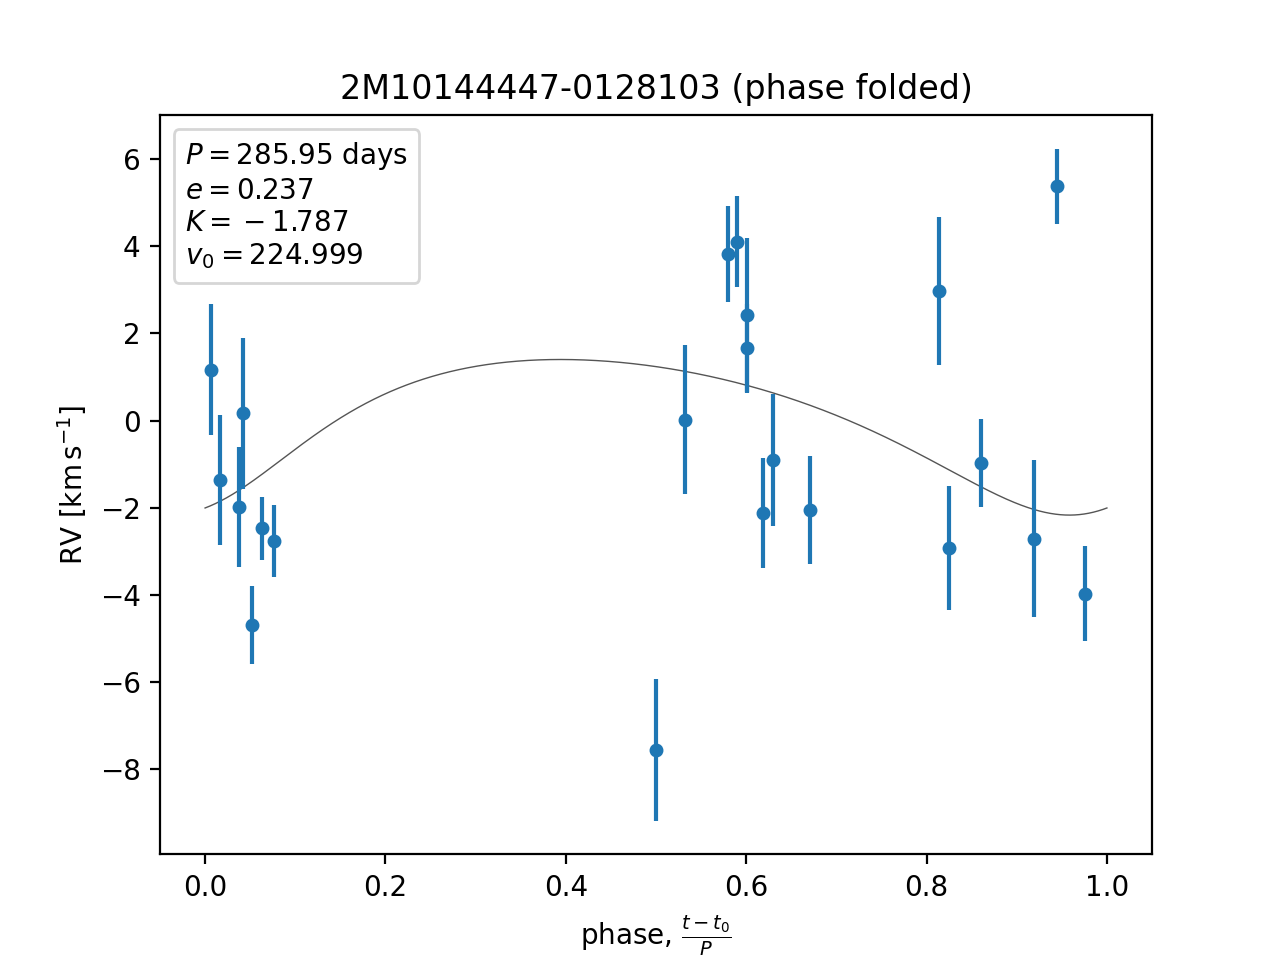 2M10144447-0128103 (phase folded)
P = 285.95 days
e = 0.237
K = −1.787
v₀ = 224.999
RV [km s⁻¹]
6
4
2
0
−2
−4
−6
−8
0.0 0.2 0.4 0.6 0.8 1.0
phase, (t − t₀)/P